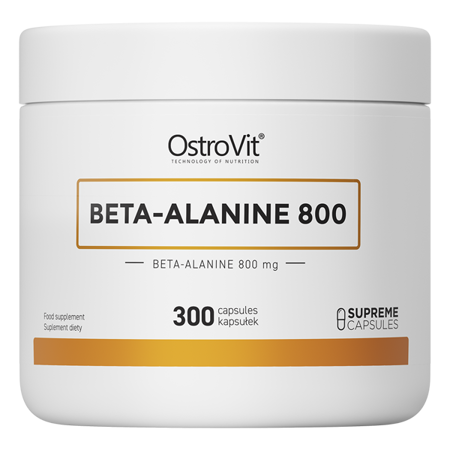 OstroVit®
TECHNOLOGY OF NUTRITION
BETA-ALANINE 800
BETA-ALANINE 800 mg
300 capsules
kapsułek
Food supplement
Suplement diety
SUPREME
CAPSULES